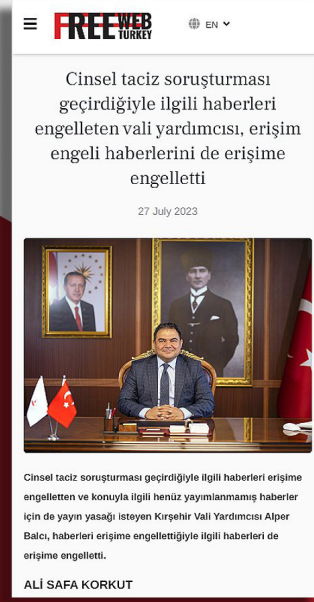 FREE WEB
TURKEY
EN
Cinsel taciz soruşturması
geçirdiğiyle ilgili haberleri
engelleten vali yardımcısı, erişim
engeli haberlerini de erişime
engelletti
27 July 2023
Cinsel taciz soruşturması geçirdiğiyle ilgili haberleri erişime
engelletten ve konuyla ilgili henüz yayımlanmamış haberler
için de yayın yasağı isteyen Kırşehir Vali Yardımcısı Alper
Balcı, haberleri erişime engellettiğiyle ilgili haberleri de
erişime engelletti.
ALİ SAFA KORKUT